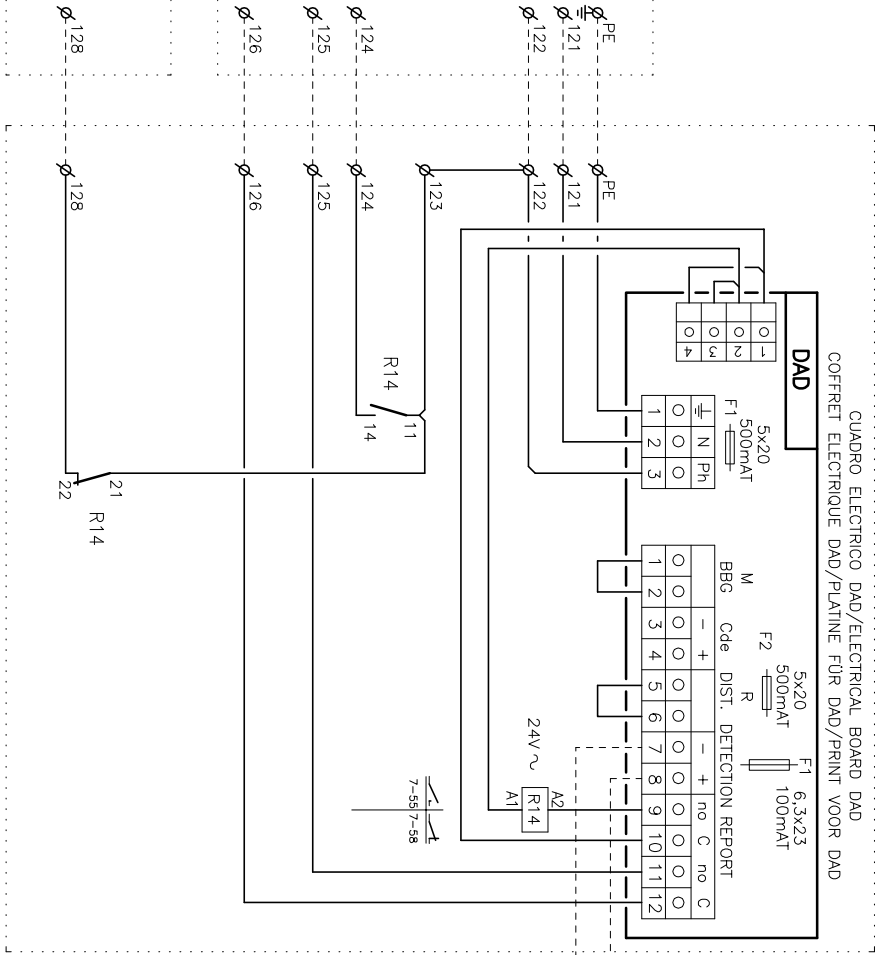 CUADRO ELECTRICO DAD/ELECTRICAL BOARD DAD
COFFRET ELECTRIQUE DAD/PLATINE FÜR DAD/PRINT VOOR DAD
DAD
1
2
3
4
F1
5x20
500mAT
N Ph
1 2 3
M
BBG
F2
5x20
500mAT
F1 6,3x23
100mAT
Cde
R
DIST. DETECTION REPORT
- + - + no C no C
1 2 3 4 5 6 7 8 9 10 11 12
24V ~
A1 R14 A2
7-55 7-58
R14
11
14
21
22
R14
PE
121
122
123
124
125
126
128
PE
121
122
124
125
126
128